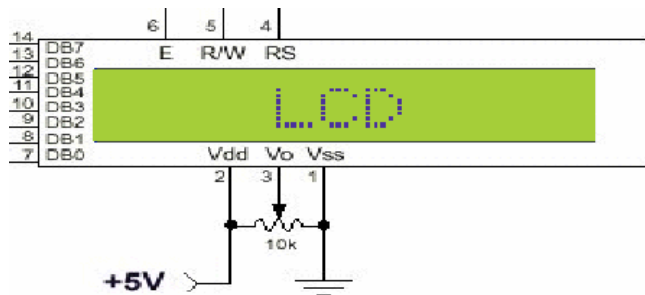 6 5 4
14 DB7 E R/W RS
13 DB6
12 DB5
11 DB4
10 DB3
9 DB2
8 DB1
7 DB0
LCD
Vdd Vo Vss
2 3 1
10k
+5V